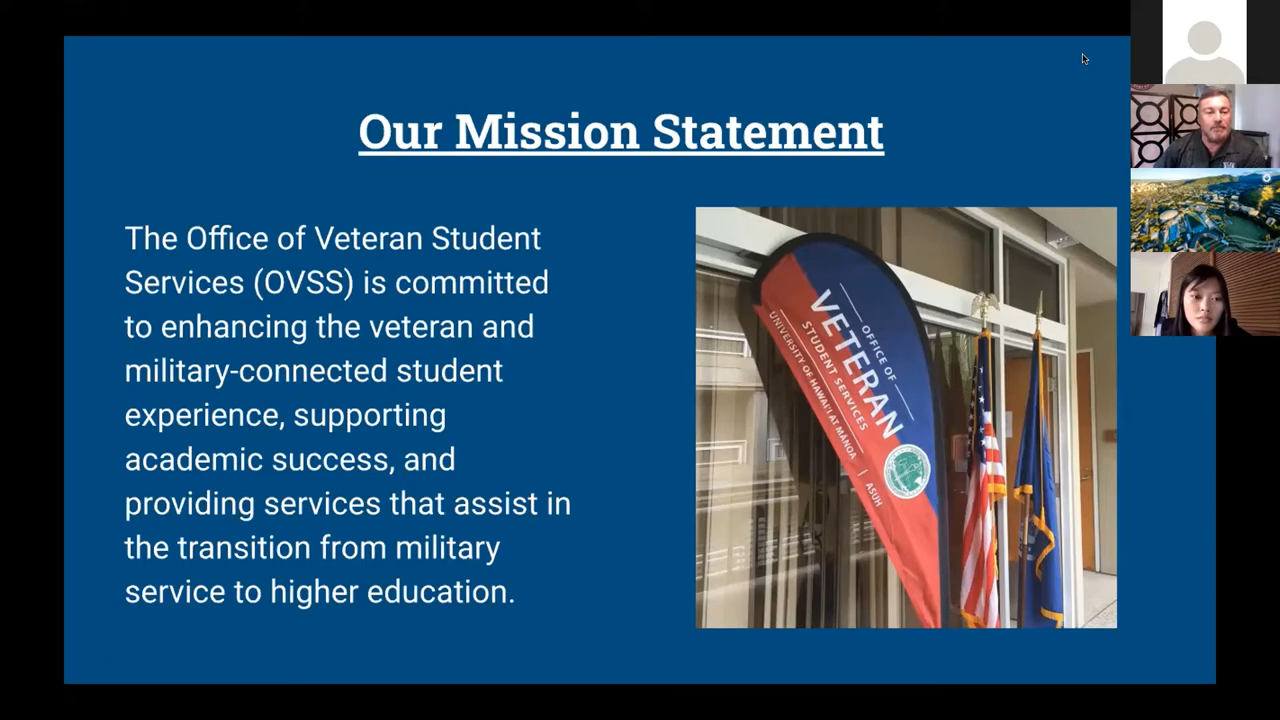 Our Mission Statement
The Office of Veteran Student
Services (OVSS) is committed
to enhancing the veteran and
military-connected student
experience, supporting
academic success, and
providing services that assist in
the transition from military
service to higher education.
OFFICE OF
VETERAN
STUDENT SERVICES
UNIVERSITY OF HAWAIʻI AT MĀNOA | ASUH